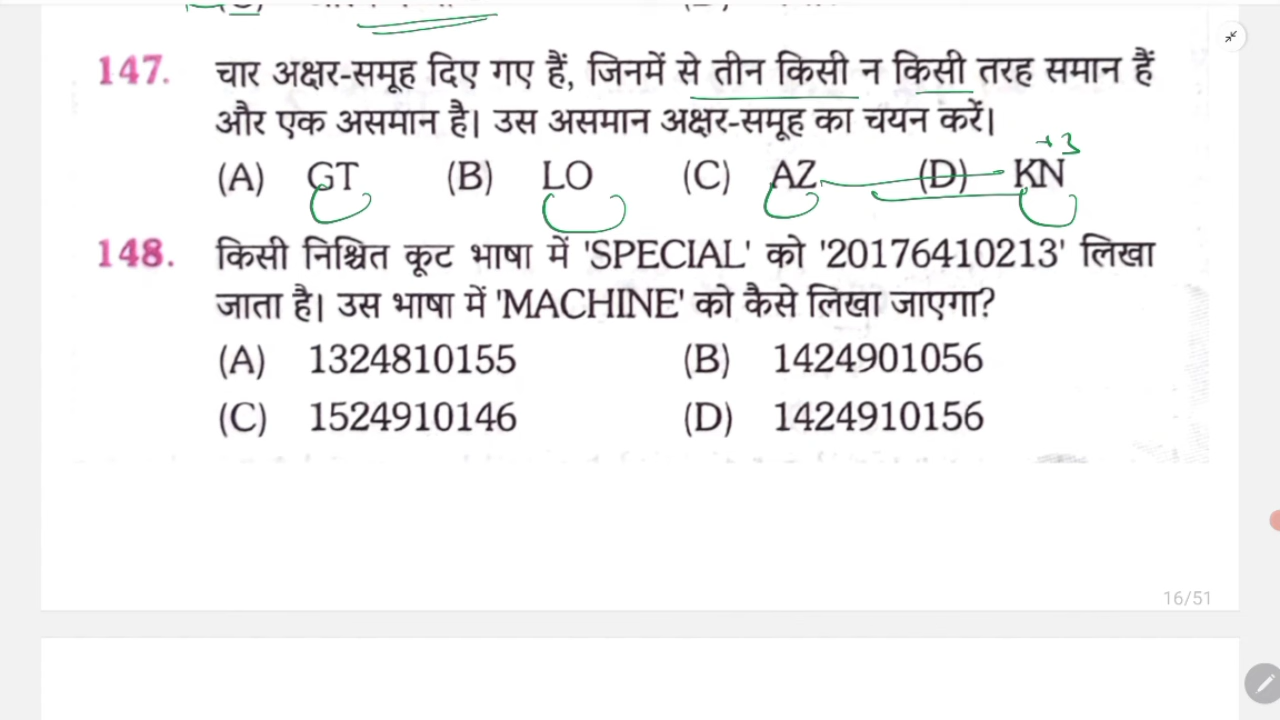 147. चार अक्षर-समूह दिए गए हैं, जिनमें से तीन किसी न किसी तरह समान हैं
और एक असमान है। उस असमान अक्षर-समूह का चयन करें।
+3
(A) GT (B) LO (C) AZ (D) KN
148. किसी निश्चित कूट भाषा में 'SPECIAL' को '20176410213' लिखा
जाता है। उस भाषा में 'MACHINE' को कैसे लिखा जाएगा?
(A) 1324810155 (B) 1424901056
(C) 1524910146 (D) 1424910156
16/51